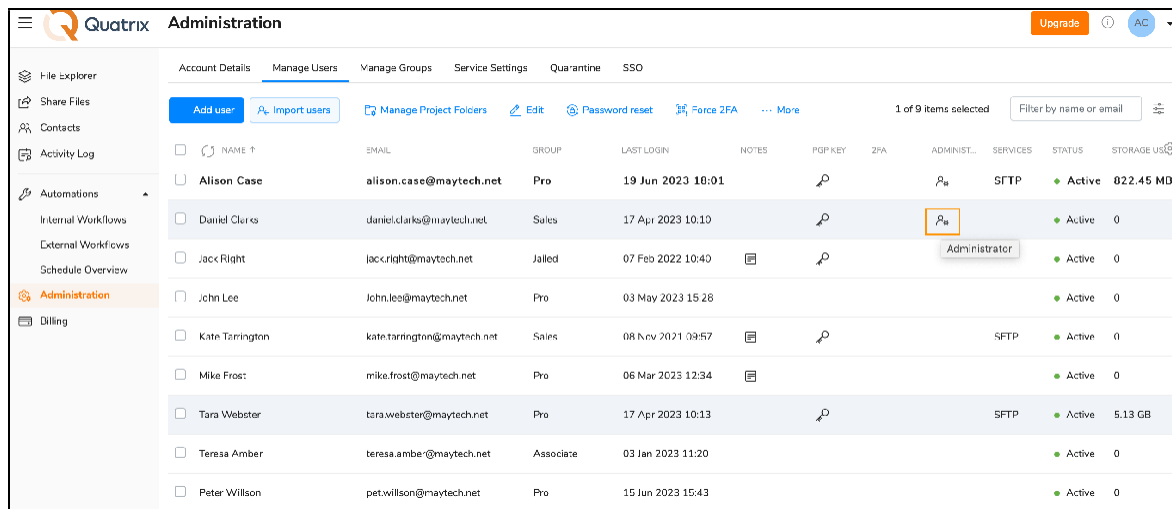 Quatrix Administration Upgrade AC
File Explorer
Share Files
Contacts
Activity Log
Automations
Internal Workflows
External Workflows
Schedule Overview
Administration
Billing
Account Details Manage Users Manage Groups Service Settings Quarantine SSO
Add user Import users Manage Project Folders Edit Password reset Force 2FA ... More 1 of 9 items selected Filter by name or email
NAME ↑ EMAIL GROUP LAST LOGIN NOTES PGP KEY 2FA ADMINIST... SERVICES STATUS STORAGE US
Alison Case alison.case@maytech.net Pro 19 Jun 2023 18:01 SFTP Active 822.45 MB
Daniel Clarks daniel.clarks@maytech.net Sales 17 Apr 2023 10:10 Active 0
Administrator
Jack Right jack.right@maytech.net Jailed 07 Feb 2022 10:40 Active 0
John Lee John.lee@maytech.net Pro 03 May 2023 15:28 Active 0
Kate Tarrington kate.tarrington@maytech.net Sales 08 Nov 2021 09:57 SFTP Active 0
Mike Frost mike.frost@maytech.net Pro 06 Mar 2023 12:34 Active 0
Tara Webster tara.webster@maytech.net Pro 17 Apr 2023 10:13 SFTP Active 5.13 GB
Teresa Amber teresa.amber@maytech.net Associate 03 Jan 2023 11:20 Active 0
Peter Willson pet.willson@maytech.net Pro 15 Jun 2023 15:43 Active 0